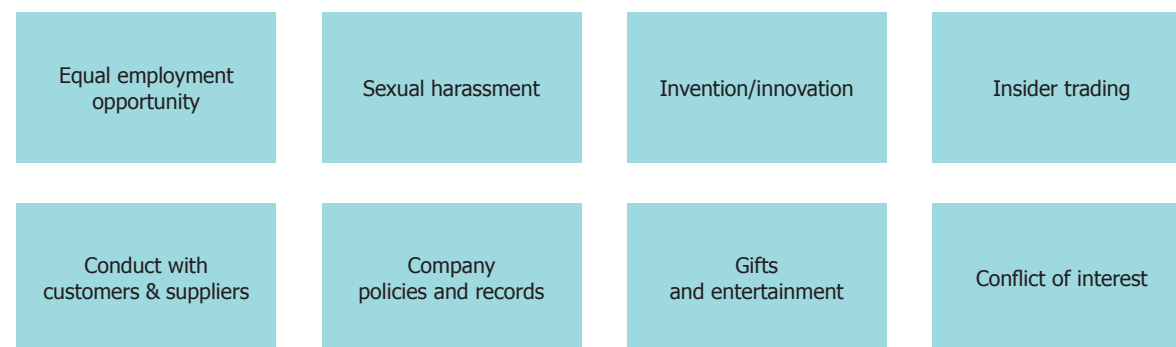 Equal employment
opportunity
Sexual harassment
Invention/innovation
Insider trading
Conduct with
customers & suppliers
Company
policies and records
Gifts
and entertainment
Conflict of interest